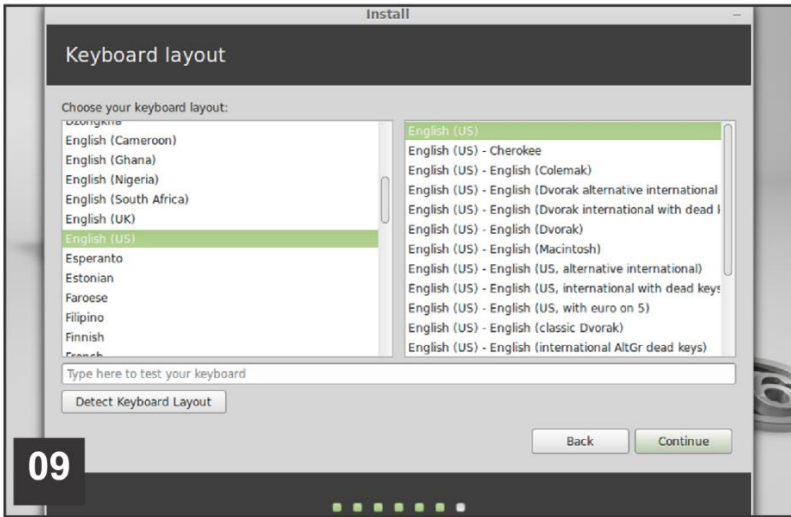 Install
Keyboard layout
Choose your keyboard layout:
Dzongkha
English (Cameroon)
English (Ghana)
English (Nigeria)
English (South Africa)
English (UK)
English (US)
Esperanto
Estonian
Faroese
Filipino
Finnish
French
English (US)
English (US) - Cherokee
English (US) - English (Colemak)
English (US) - English (Dvorak alternative international
English (US) - English (Dvorak international with dead k
English (US) - English (Dvorak)
English (US) - English (Macintosh)
English (US) - English (US, alternative international)
English (US) - English (US, international with dead keys
English (US) - English (US, with euro on 5)
English (US) - English (classic Dvorak)
English (US) - English (international AltGr dead keys)
Type here to test your keyboard
Detect Keyboard Layout
Back
Continue
09
6